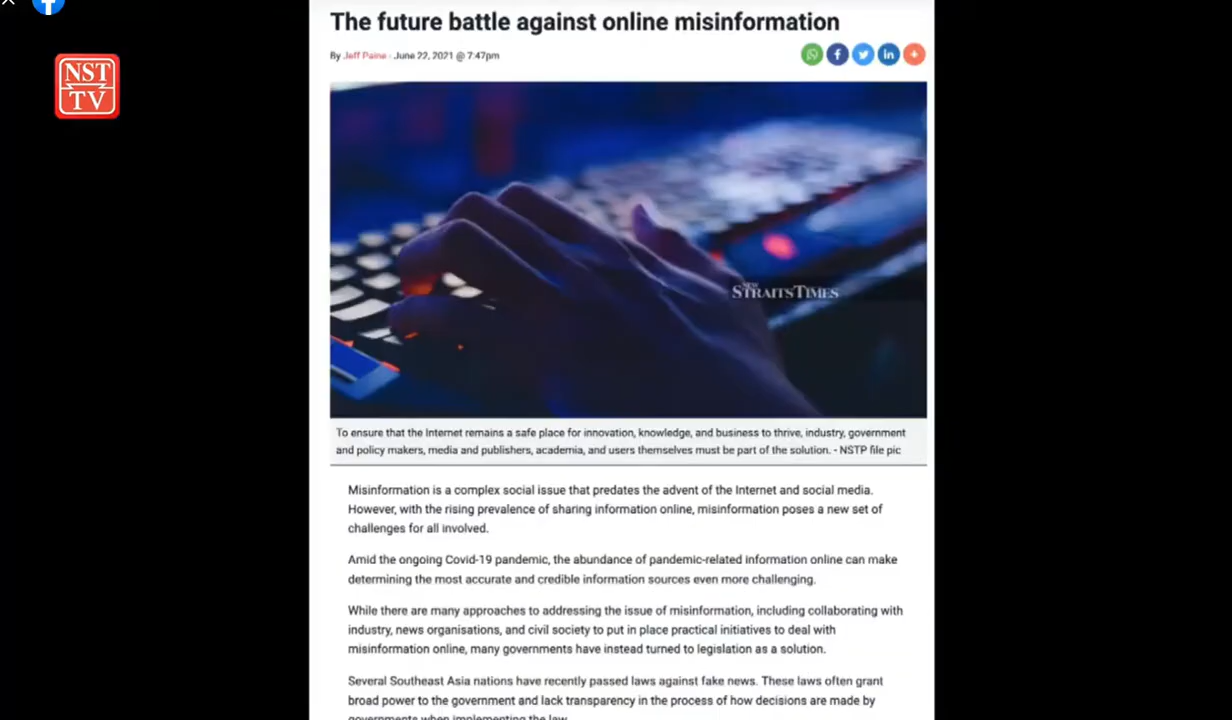 The future battle against online misinformation
By Jeff Paine - June 22, 2021 @ 7:47pm
NST
TV
NEW
STRAITS TIMES
To ensure that the Internet remains a safe place for innovation, knowledge, and business to thrive, industry, government
and policy makers, media and publishers, academia, and users themselves must be part of the solution. - NSTP file pic
Misinformation is a complex social issue that predates the advent of the Internet and social media.
However, with the rising prevalence of sharing information online, misinformation poses a new set of
challenges for all involved.
Amid the ongoing Covid-19 pandemic, the abundance of pandemic-related information online can make
determining the most accurate and credible information sources even more challenging.
While there are many approaches to addressing the issue of misinformation, including collaborating with
industry, news organisations, and civil society to put in place practical initiatives to deal with
misinformation online, many governments have instead turned to legislation as a solution.
Several Southeast Asia nations have recently passed laws against fake news. These laws often grant
broad power to the government and lack transparency in the process of how decisions are made by
governments when implementing the law.